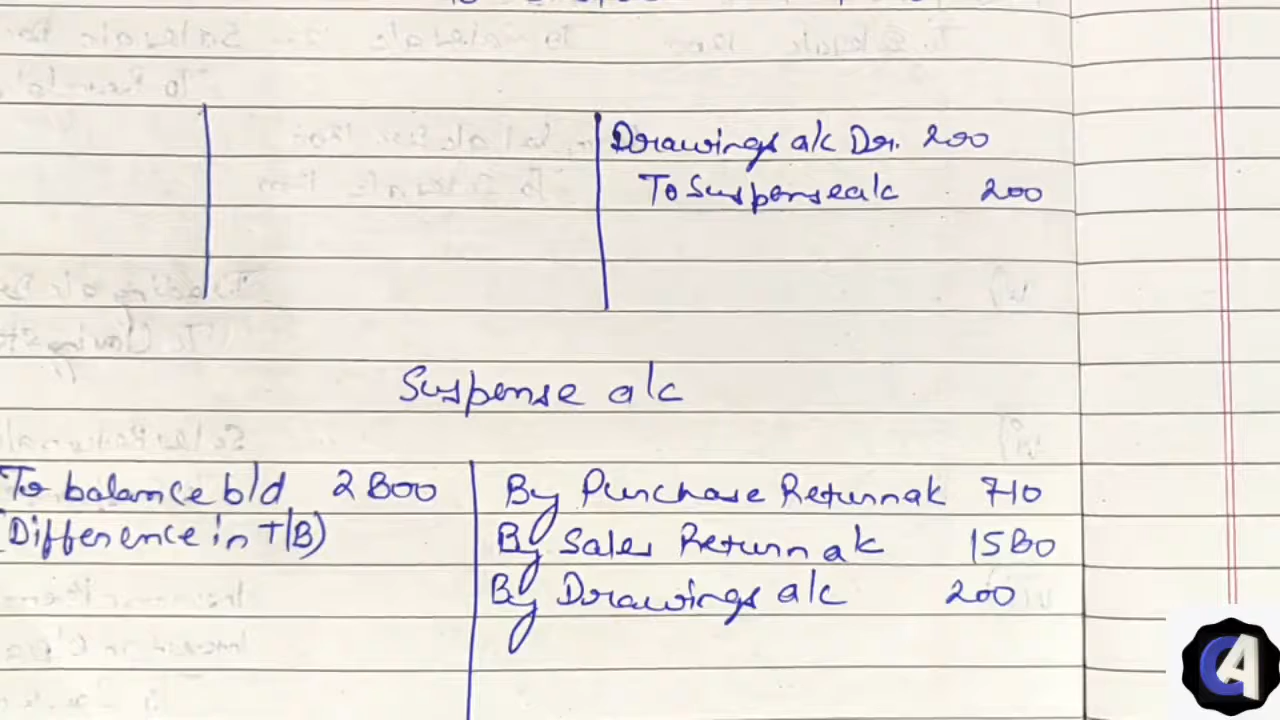 Drawings a/c Dr. 200
To Suspense a/c 200
Suspense a/c
To balance b/d 2800
(Difference in T/B)
By Purchase Return a/c 710
By Sales Return a/c 1580
By Drawings a/c 200
CA